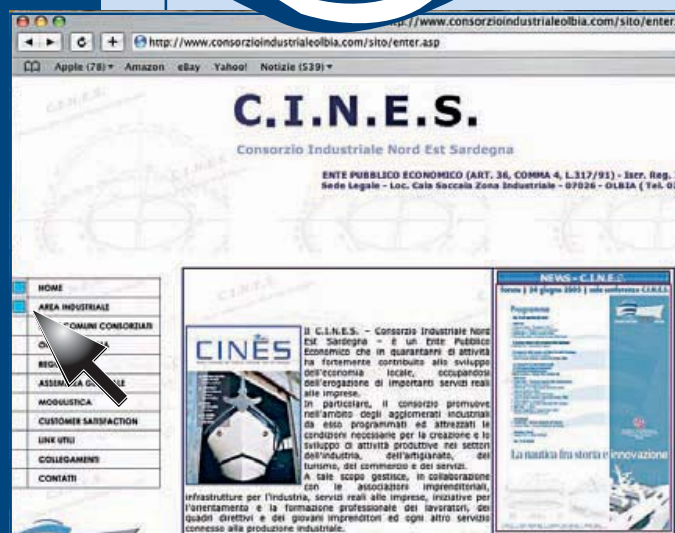 http://www.consorzioindustrialeolbia.com/sito/enter
http://www.consorzioindustrialeolbia.com/sito/enter.asp
Apple (78) Amazon eBay Yahoo! Notizie (539)
C.I.N.E.S.
Consorzio Industriale Nord Est Sardegna
ENTE PUBBLICO ECONOMICO (ART. 36, COMMA 4, L.317/91) - Iscr. Reg.
Sede Legale - Loc. Cala Saccaia Zona Industriale - 07026 - OLBIA ( Tel. 0
HOME
AREA INDUSTRIALE
COMUNI CONSORZIATI
ASSEMBLEA GENERALE
MODULISTICA
CUSTOMER SATISFACTION
LINK UTILI
COLLEGAMENTI
CONTATTI
CINES
Il C.I.N.E.S. - Consorzio Industriale Nord
Est Sardegna - è un Ente Pubblico
Economico che in quarantanni di attività
ha fortemente contribuito allo sviluppo
dell'economia locale, occupandosi
dell'erogazione di importanti servizi reali
alle imprese.
In particolare, il consorzio promuove
nell'ambito degli agglomerati industriali
da esso programmati ed attrezzati le
condizioni necessarie per la creazione e lo
sviluppo di attività produttive nei settori
dell'industria, dell'artigianato, del
turismo, del commercio e dei servizi.
A tale scopo gestisce, in collaborazione
con le associazioni imprenditoriali,
infrastrutture per l'industria, servizi reali alle imprese, iniziative per
l'orientamento e la formazione professionale dei lavoratori, dei
quadri direttivi e dei giovani imprenditori ed ogni altro servizio
connesso alla produzione industriale.
NEWS - C.I.N.E.S.
24 giugno 2005 | sala conferenze C.I.N.E.S.
Programma
La nautica fra storia e innovazione